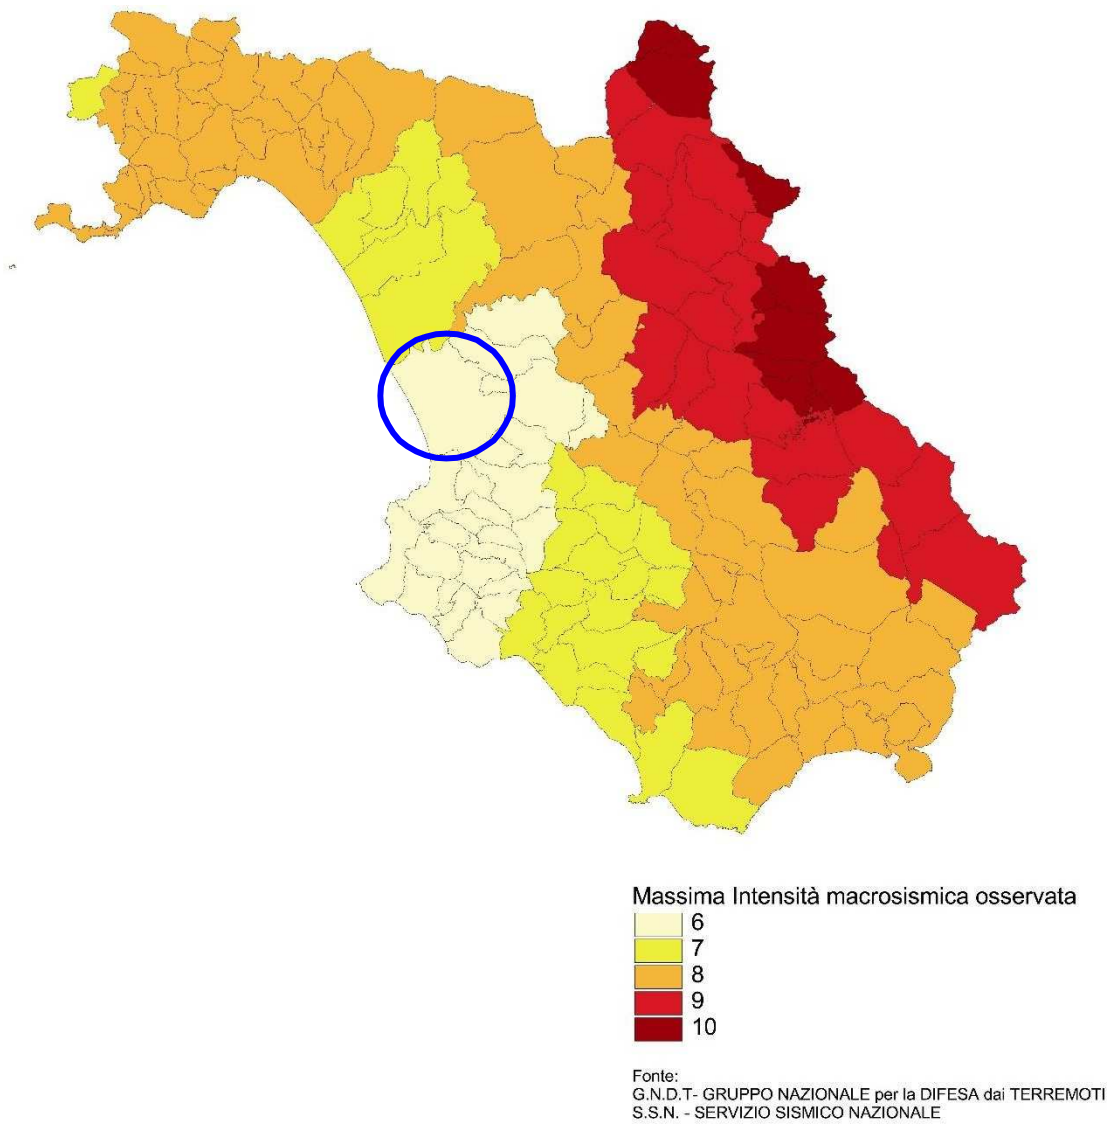 Massima Intensità macrosismica osservata
6
7
8
9
10
Fonte:
G.N.D.T- GRUPPO NAZIONALE per la DIFESA dai TERREMOTI
S.S.N. - SERVIZIO SISMICO NAZIONALE